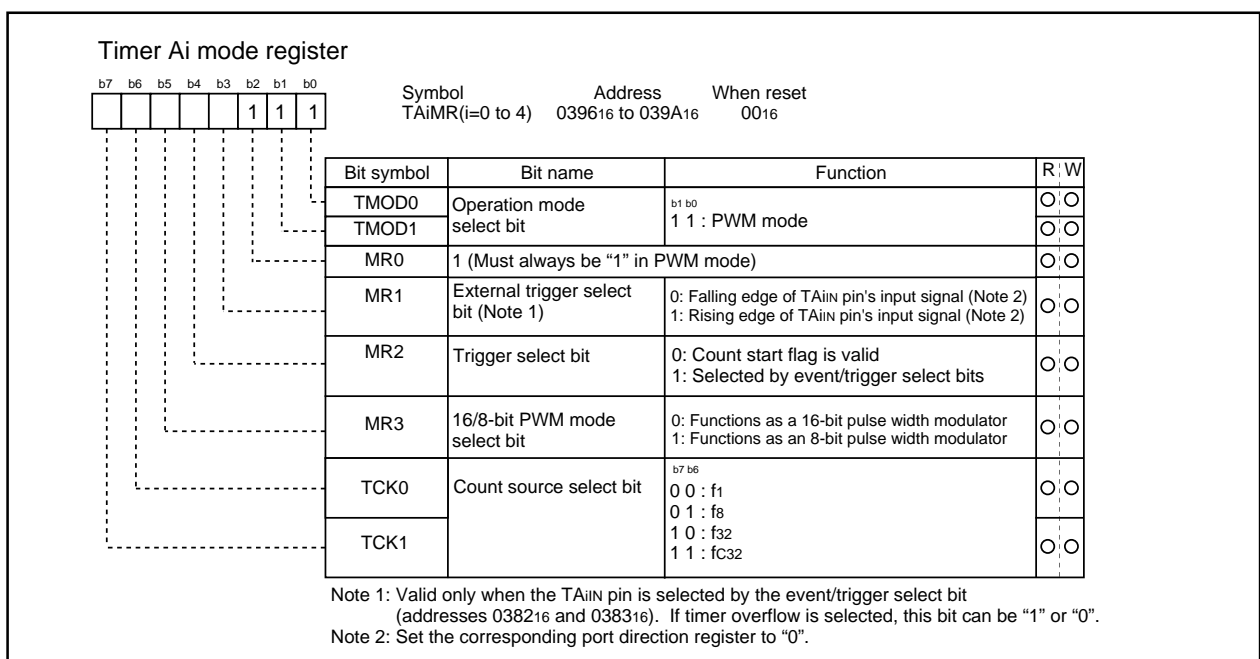 Timer Ai mode register
b7 b6 b5 b4 b3 b2 b1 b0
1 1 1
Symbol Address When reset
TAiMR(i=0 to 4) 039616 to 039A16 0016
Bit symbol Bit name Function R W
TMOD0 Operation mode select bit b1 b0
TMOD1 1 1 : PWM mode
MR0 1 (Must always be “1” in PWM mode)
MR1 External trigger select bit (Note 1) 0: Falling edge of TAiIN pin's input signal (Note 2)
1: Rising edge of TAiIN pin's input signal (Note 2)
MR2 Trigger select bit 0: Count start flag is valid
1: Selected by event/trigger select bits
MR3 16/8-bit PWM mode select bit 0: Functions as a 16-bit pulse width modulator
1: Functions as an 8-bit pulse width modulator
b7 b6
TCK0 Count source select bit 0 0 : f1
0 1 : f8
TCK1 1 0 : f32
1 1 : fC32
Note 1: Valid only when the TAiIN pin is selected by the event/trigger select bit
(addresses 038216 and 038316). If timer overflow is selected, this bit can be “1” or “0”.
Note 2: Set the corresponding port direction register to “0”.